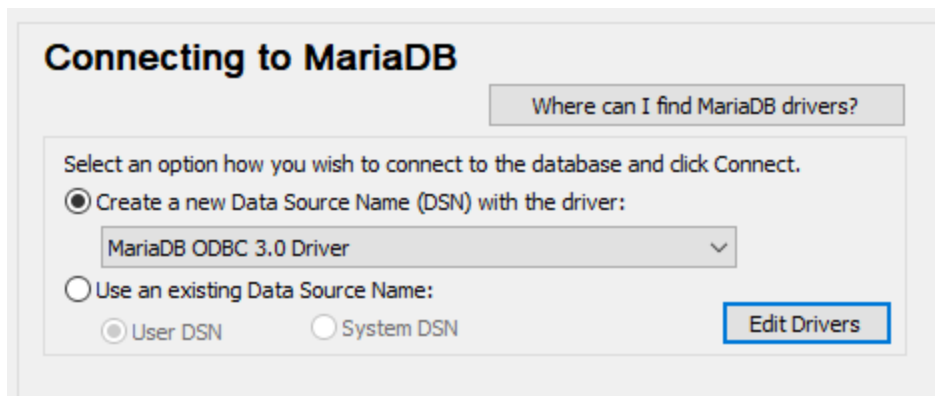 Connecting to MariaDB
Where can I find MariaDB drivers?
Select an option how you wish to connect to the database and click Connect.
Create a new Data Source Name (DSN) with the driver:
MariaDB ODBC 3.0 Driver
Use an existing Data Source Name:
User DSN System DSN Edit Drivers